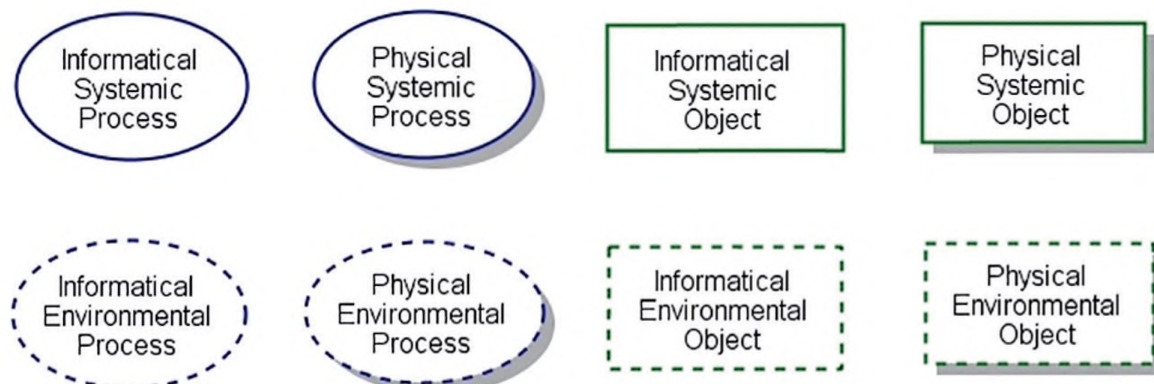 Informatical
Systemic
Process
Physical
Systemic
Process
Informatical
Systemic
Object
Physical
Systemic
Object
Informatical
Environmental
Process
Physical
Environmental
Process
Informatical
Environmental
Object
Physical
Environmental
Object